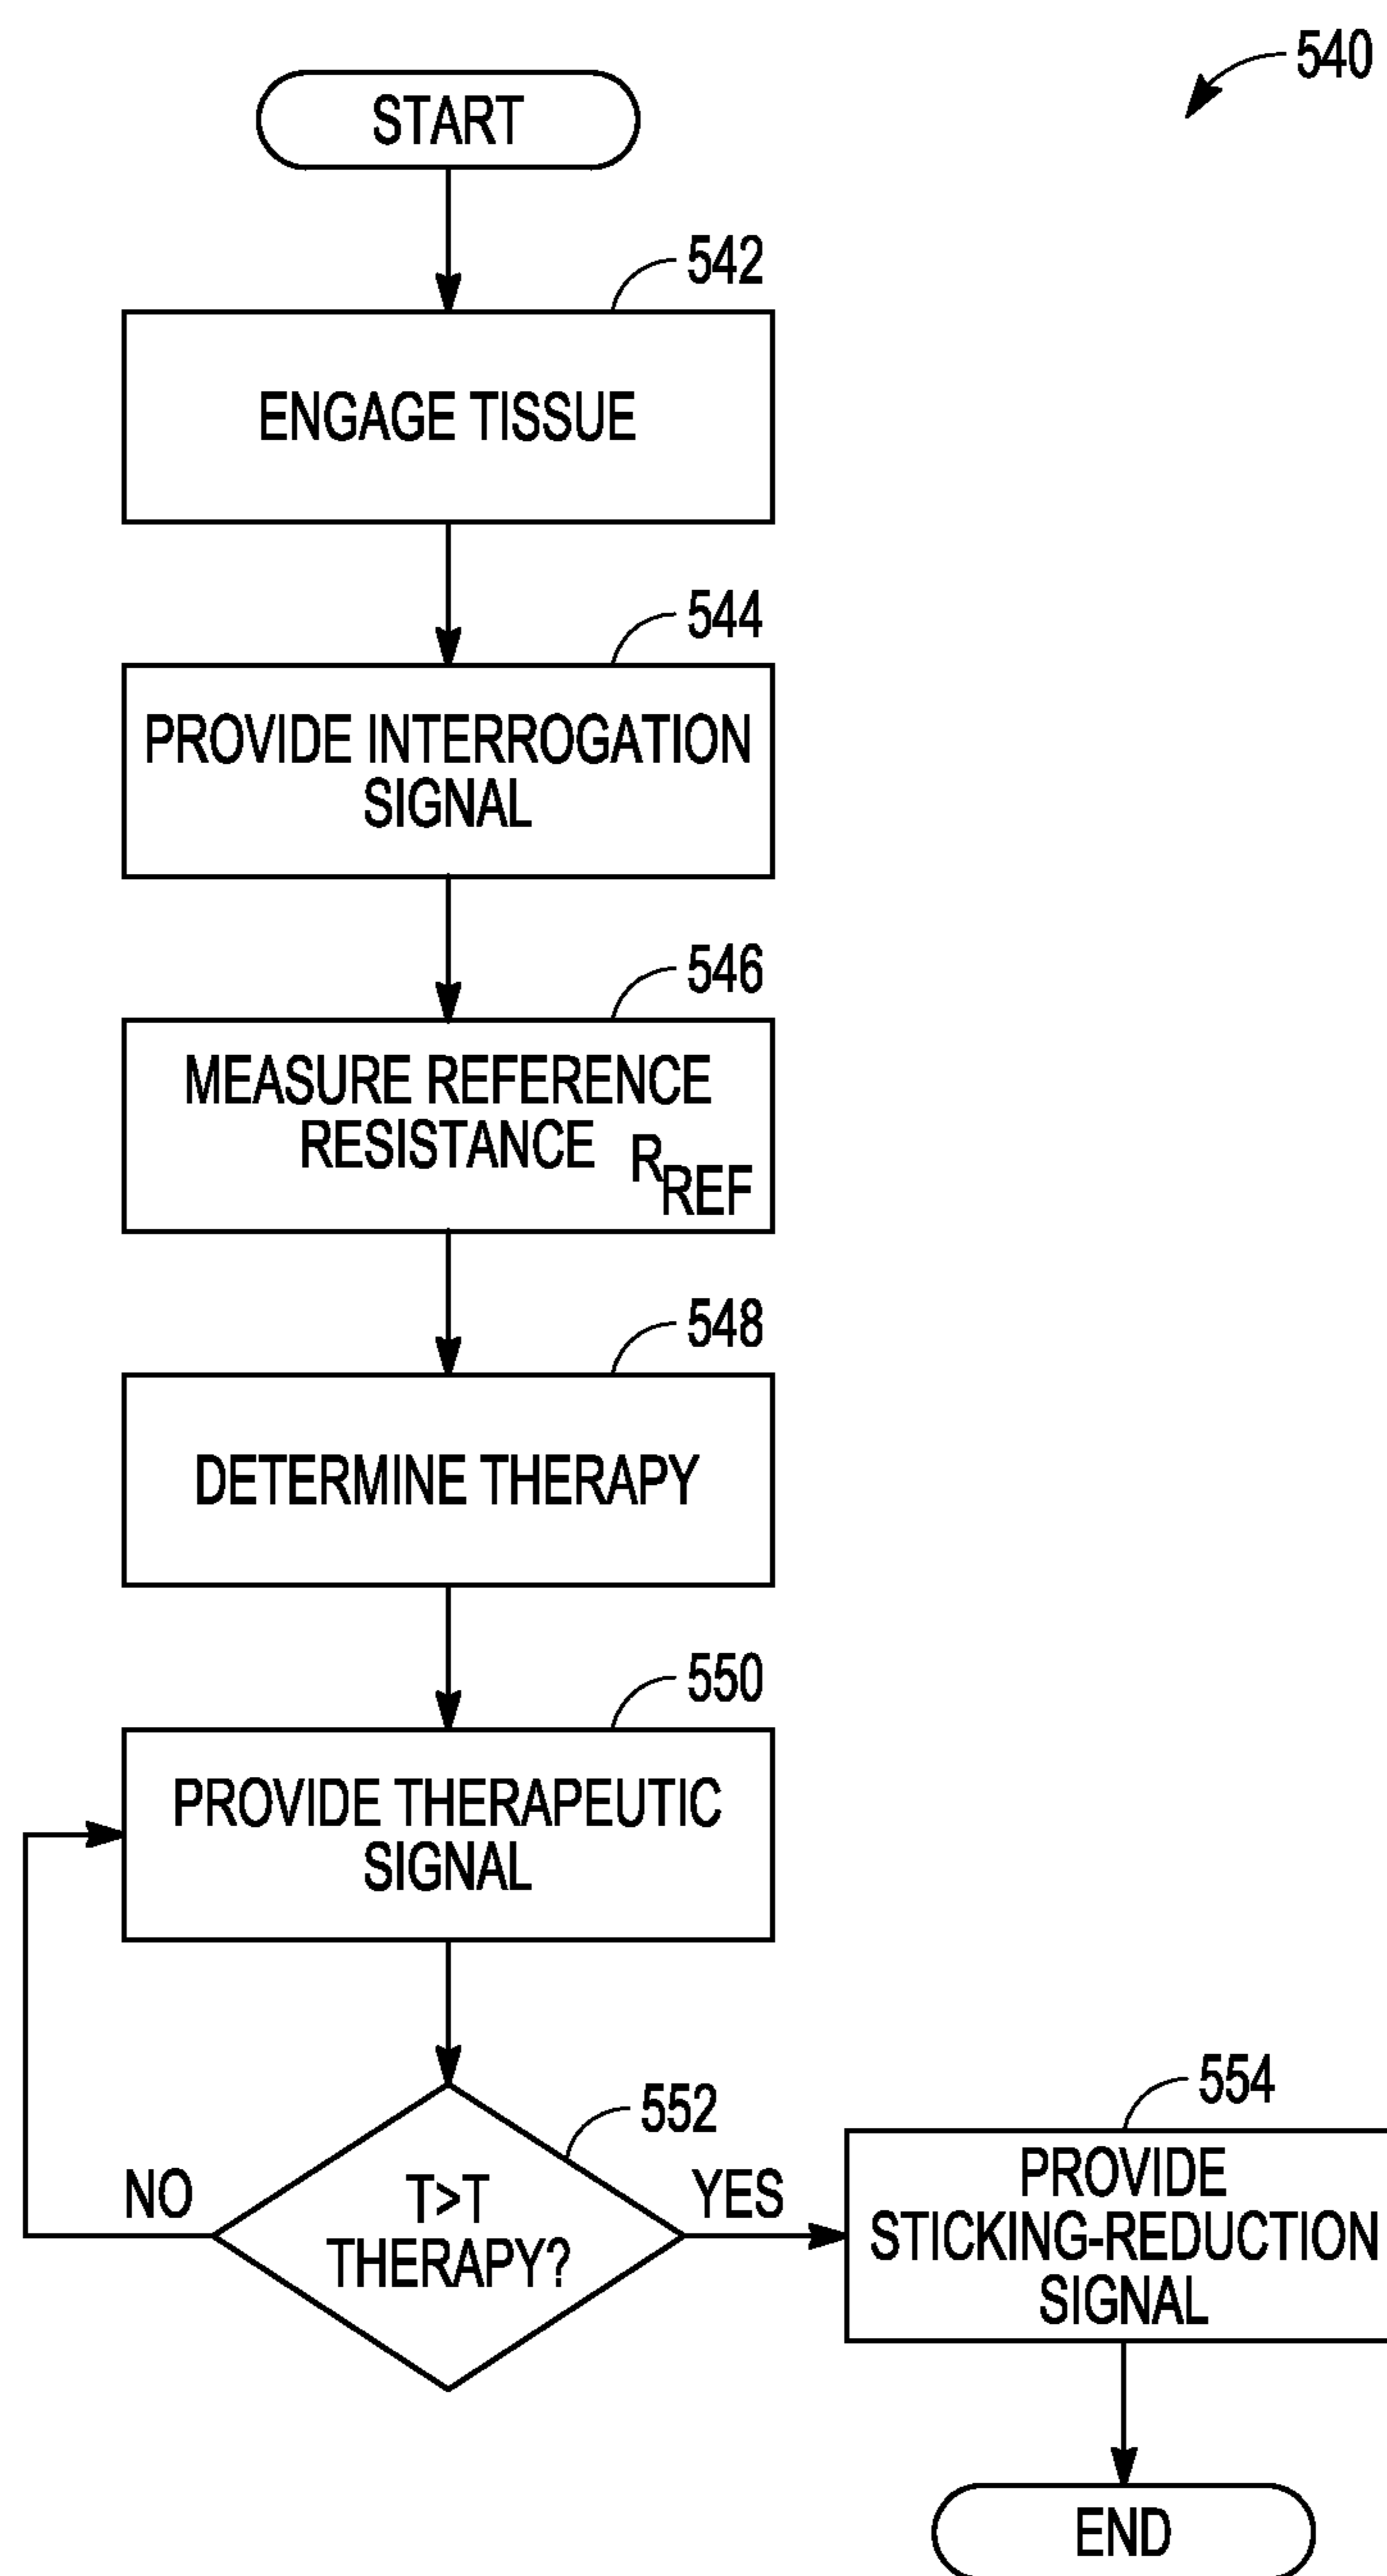 540
START
542
ENGAGE TISSUE
544
PROVIDE INTERROGATION
SIGNAL
546
MEASURE REFERENCE
RESISTANCE R_REF
548
DETERMINE THERAPY
550
PROVIDE THERAPEUTIC
SIGNAL
552
T>T
THERAPY?
NO
YES
554
PROVIDE
STICKING-REDUCTION
SIGNAL
END